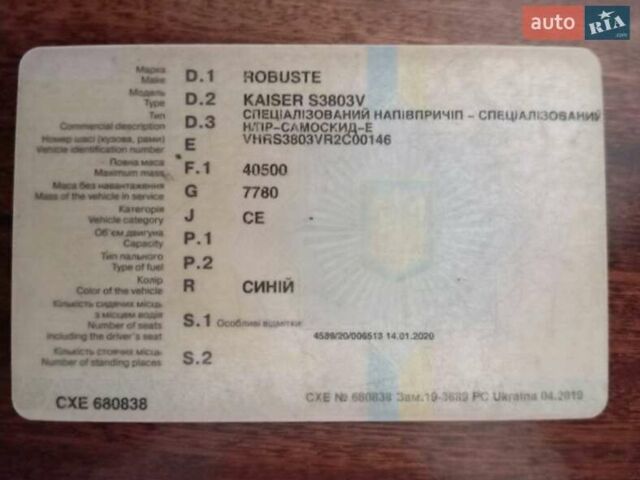 auto RIA.com
Марка D.1 ROBUSTE
Make
Модель D.2 KAISER S3803V
Type
Тип D.3 СПЕЦІАЛІЗОВАНИЙ НАПІВПРИЧІП - СПЕЦІАЛІЗОВАНИЙ
Commercial description Н/ПР-САМОСКИД-Е
Номер шасі (кузова, рами) E VHRS3803VR2C00146
Vehicle identification number
Повна маса F.1 40500
Maximum mass
Маса без навантаження G 7780
Mass of the vehicle in service
Категорія J CE
Vehicle category
Об'єм двигуна P.1
Capacity
Тип пального P.2
Type of fuel
Колір R СИНІЙ
Color of the vehicle
Кількість сидячих місць
з місцем водія S.1 Особливі відмітки
Number of seats
including the driver's seat
4589/20/006513 14.01.2020
Кількість стоячих місць S.2
Number of standing places
CXE 680838
CXE № 680838 Зам.19-3689 РС Ukraina 04.2019